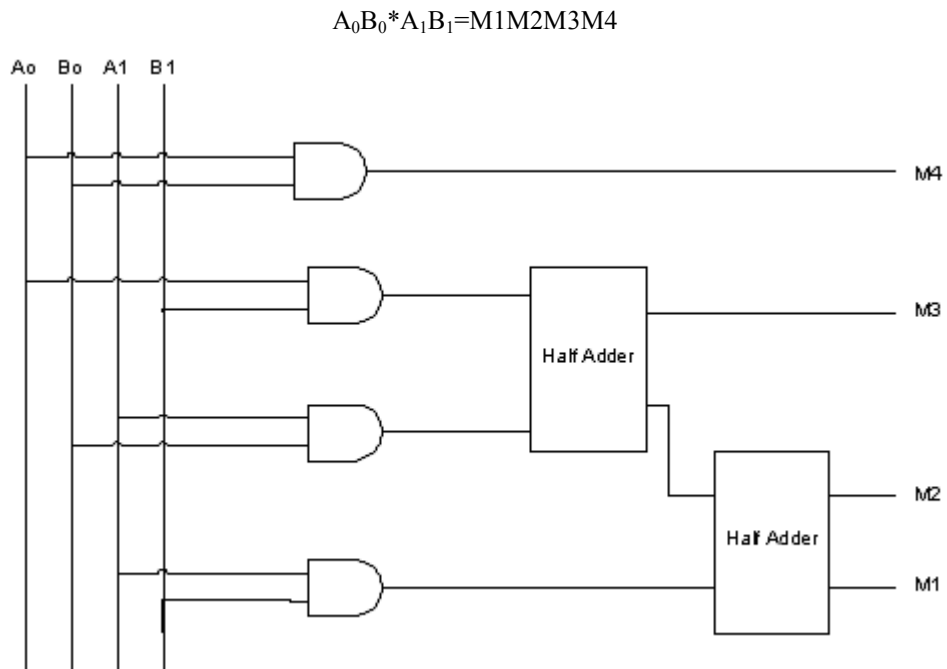 A₀B₀*A₁B₁=M1M2M3M4
Ao Bo A1 B1
M4
M3
Half Adder
M2
Half Adder
M1